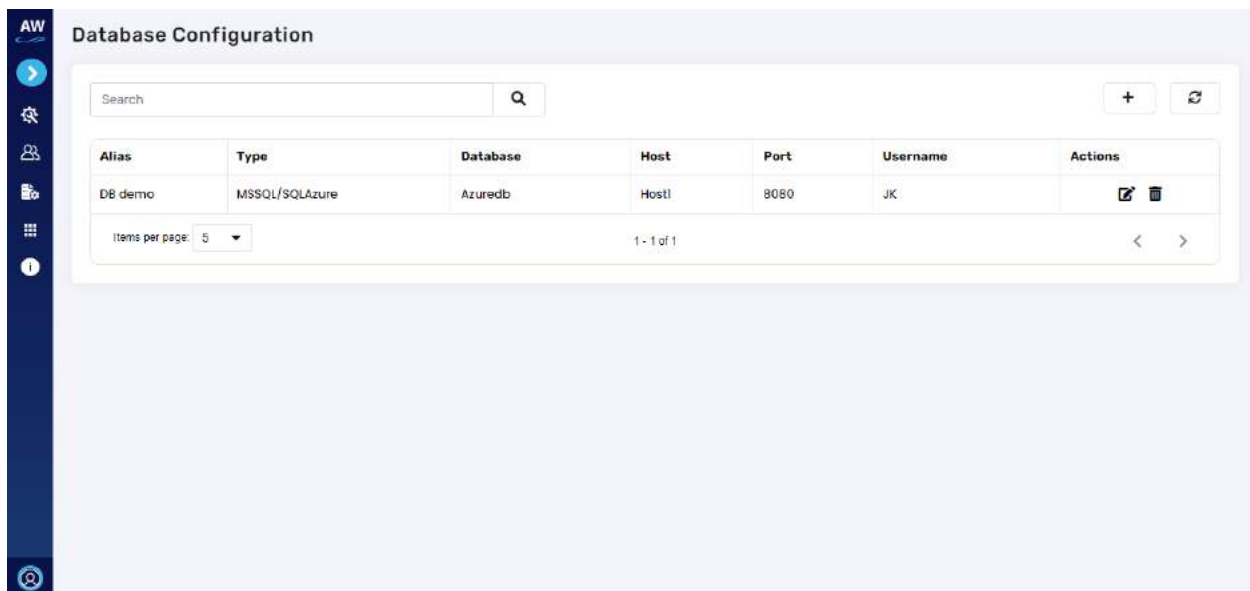 AW
Database Configuration
Search
Alias Type Database Host Port Username Actions
DB demo MSSQL/SQLAzure Azuredb Host1 8080 JK
Items per page: 5 1 - 1 of 1